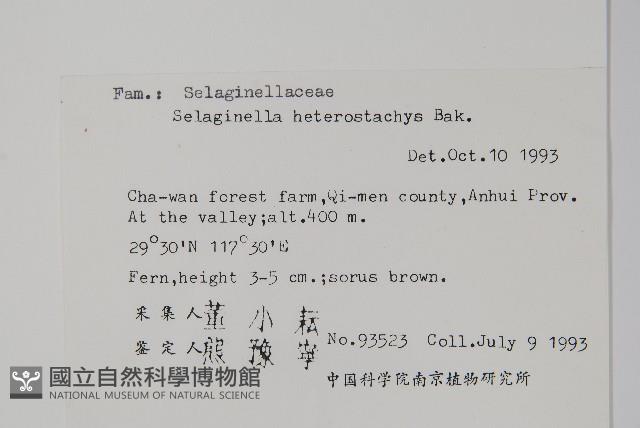 Fam.: Selaginellaceae
Selaginella heterostachys Bak.
Det.Oct.10 1993
Cha-wan forest farm,Qi-men county,Anhui Prov.
At the valley;alt.400 m.
29°30'N 117°30'E
Fern,height 3-5 cm.;sorus brown.
采集人 董小耘
鉴定人 熊豫宁 No.93523 Coll.July 9 1993
中国科学院南京植物研究所
國立自然科學博物館
NATIONAL MUSEUM OF NATURAL SCIENCE